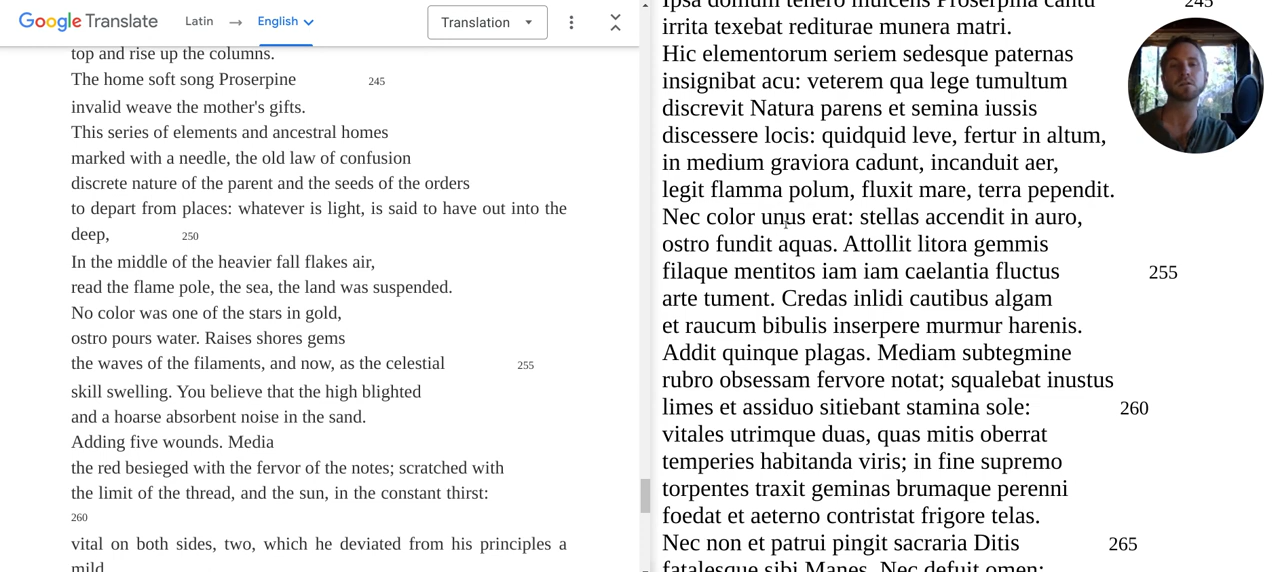 Google Translate Latin → English Translation
top and rise up the columns.
The home soft song Proserpine 245
invalid weave the mother's gifts.
This series of elements and ancestral homes
marked with a needle, the old law of confusion
discrete nature of the parent and the seeds of the orders
to depart from places: whatever is light, is said to have out into the
deep, 250
In the middle of the heavier fall flakes air,
read the flame pole, the sea, the land was suspended.
No color was one of the stars in gold,
ostro pours water. Raises shores gems
the waves of the filaments, and now, as the celestial 255
skill swelling. You believe that the high blighted
and a hoarse absorbent noise in the sand.
Adding five wounds. Media
the red besieged with the fervor of the notes; scratched with
the limit of the thread, and the sun, in the constant thirst:
260
vital on both sides, two, which he deviated from his principles a
mild
Ipsa domum tenero mulcens Proserpina cantu 245
irrita texebat rediturae munera matri.
Hic elementorum seriem sedesque paternas
insignibat acu: veterem qua lege tumultum
discrevit Natura parens et semina iussis
discessere locis: quidquid leve, fertur in altum,
in medium graviora cadunt, incanduit aer,
legit flamma polum, fluxit mare, terra pependit.
Nec color unus erat: stellas accendit in auro,
ostro fundit aquas. Attollit litora gemmis
filaque mentitos iam iam caelantia fluctus 255
arte tument. Credas inlidi cautibus algam
et raucum bibulis inserpere murmur harenis.
Addit quinque plagas. Mediam subtegmine
rubro obsessam fervore notat; squalebat inustus
limes et assiduo sitiebant stamina sole: 260
vitales utrimque duas, quas mitis oberrat
temperies habitanda viris; in fine supremo
torpentes traxit geminas brumaque perenni
foedat et aeterno contristat frigore telas.
Nec non et patrui pingit sacraria Ditis 265
fatalesque sibi Manes. Nec defuit omen: